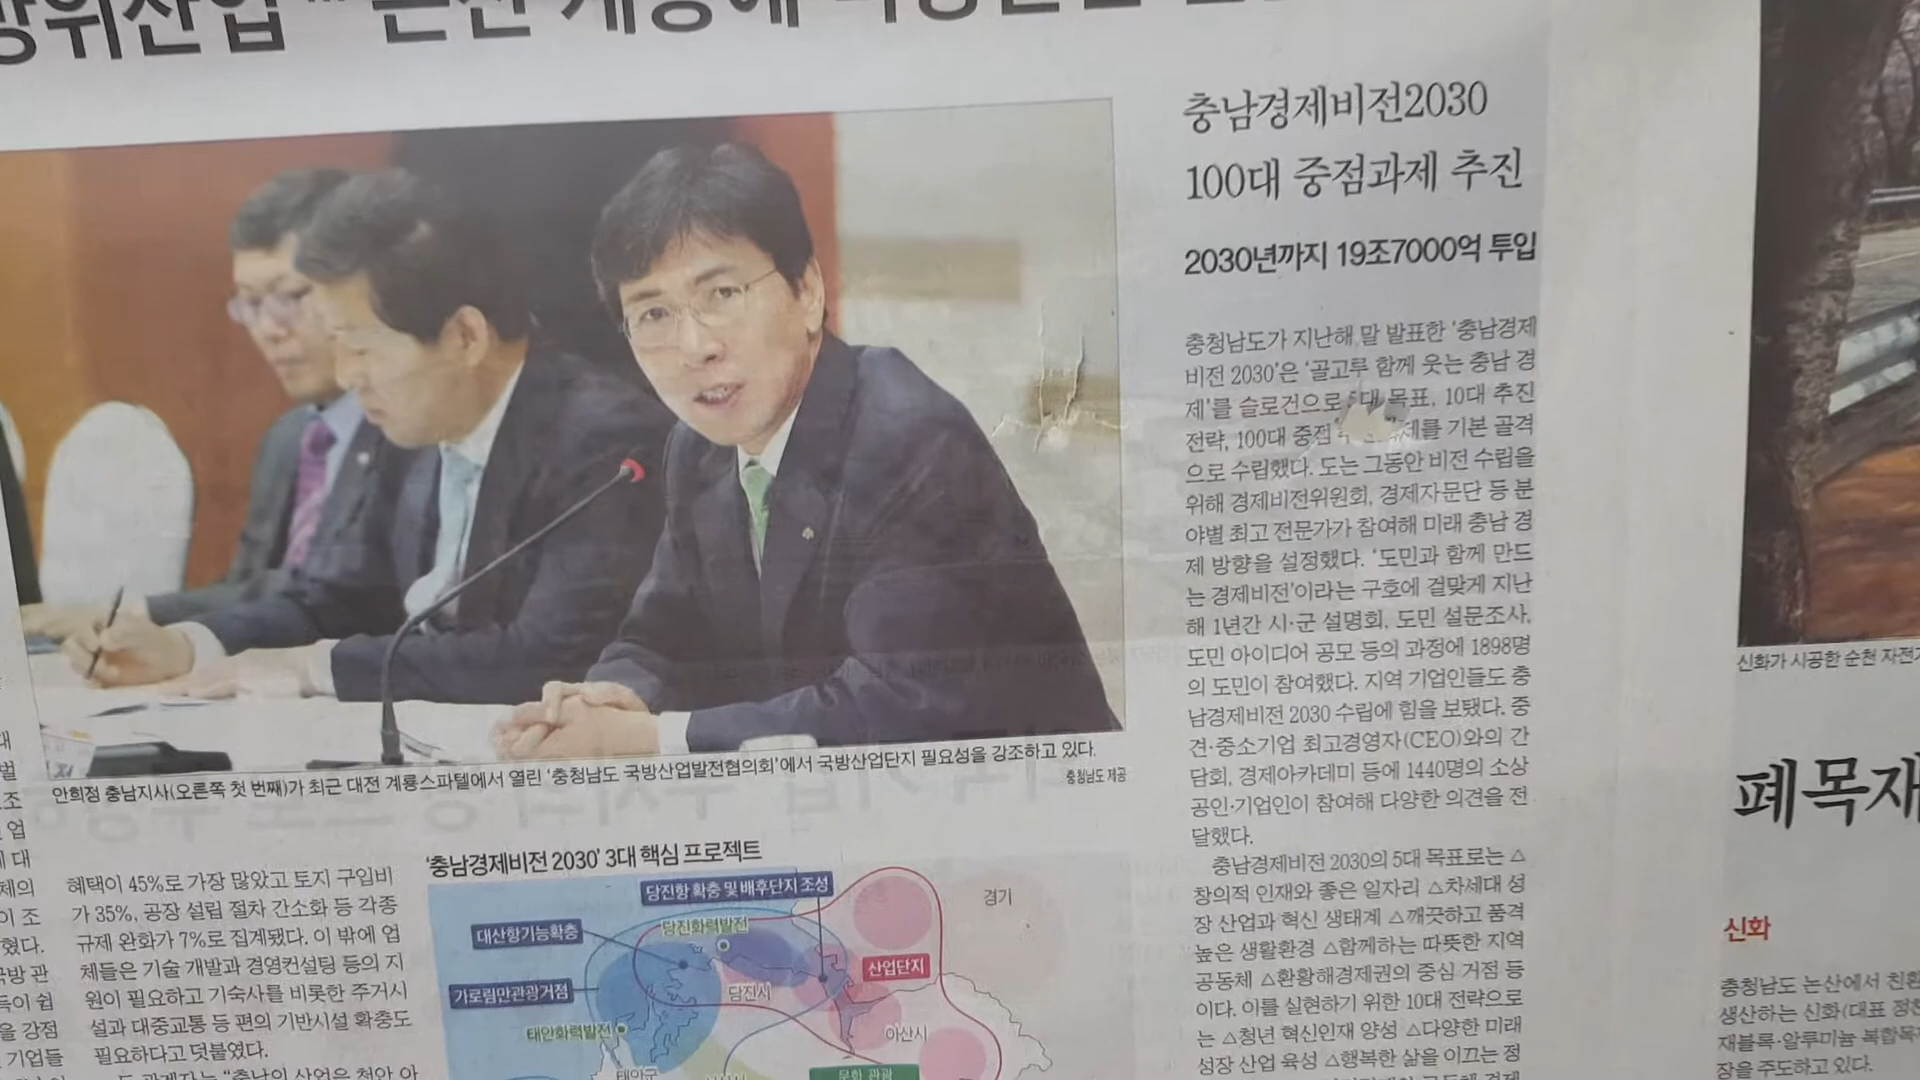 충남경제비전2030
100대 중점과제 추진
2030년까지 19조7000억 투입
안희정 충남지사(오른쪽 첫 번째)가 최근 대전 계룡스파텔에서 열린 '충청남도 국방산업발전협의회'에서 국방산업단지 필요성을 강조하고 있다.
충청남도 제공
혜택이 45%로 가장 많았고 토지 구입비
가 35%, 공장 설립 절차 간소화 등 각종
규제 완화가 7%로 집계됐다. 이 밖에 업
체들은 기술 개발과 경영컨설팅 등의 지
원이 필요하고 기숙사를 비롯한 주거시
설과 대중교통 등 편의 기반시설 확충도
필요하다고 덧붙였다.
'충남경제비전 2030' 3대 핵심 프로젝트
당진항 확충 및 배후단지 조성
경기
당진화력발전
대산항기능확충
산업단지
가로림만관광거점
당진시
태안화력발전
아산시
태안군
문화 관광
충청남도가 지난해 말 발표한 '충남경제
비전 2030'은 '골고루 함께 웃는 충남 경
제'를 슬로건으로 5대 목표, 10대 추진
전략, 100대 중점 기본 골격
으로 수립했다. 도는 그동안 비전 수립을
위해 경제비전위원회, 경제자문단 등 분
야별 최고 전문가가 참여해 미래 충남 경
제 방향을 설정했다. '도민과 함께 만드
는 경제비전'이라는 구호에 걸맞게 지난
해 1년간 시·군 설명회, 도민 설문조사,
도민 아이디어 공모 등의 과정에 1898명
의 도민이 참여했다. 지역 기업인들도 충
남경제비전 2030 수립에 힘을 보탰다. 중
견·중소기업 최고경영자(CEO)와의 간
담회, 경제아카데미 등에 1440명의 소상
공인·기업인이 참여해 다양한 의견을 전
달했다.
충남경제비전 2030의 5대 목표로는 △
창의적 인재와 좋은 일자리 △차세대 성
장 산업과 혁신 생태계 △깨끗하고 품격
높은 생활환경 △함께하는 따뜻한 지역
공동체 △환황해경제권의 중심 거점 등
이다. 이를 실현하기 위한 10대 전략으로
는 △청년 혁신인재 양성 △다양한 미래
성장 산업 육성 △행복한 삶을 이끄는 정
신화가 시공한 순천
폐목재
신화
충청남도 논산에서
생산하는 신화(대표
재블록·알루미늄
장을 주도하고 있다.